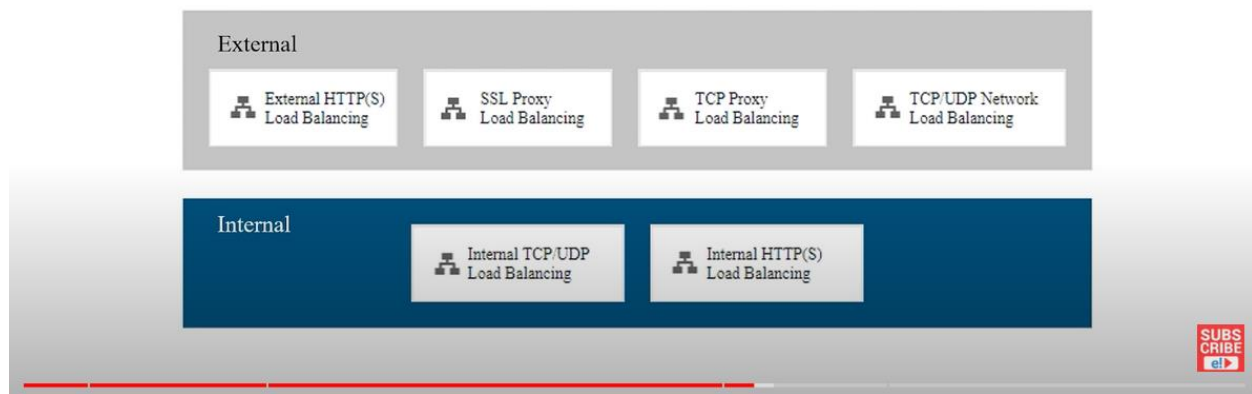 External
External HTTP(S)
Load Balancing
SSL Proxy
Load Balancing
TCP Proxy
Load Balancing
TCP/UDP Network
Load Balancing
Internal
Internal TCP/UDP
Load Balancing
Internal HTTP(S)
Load Balancing
SUBS
CRIBE
e!